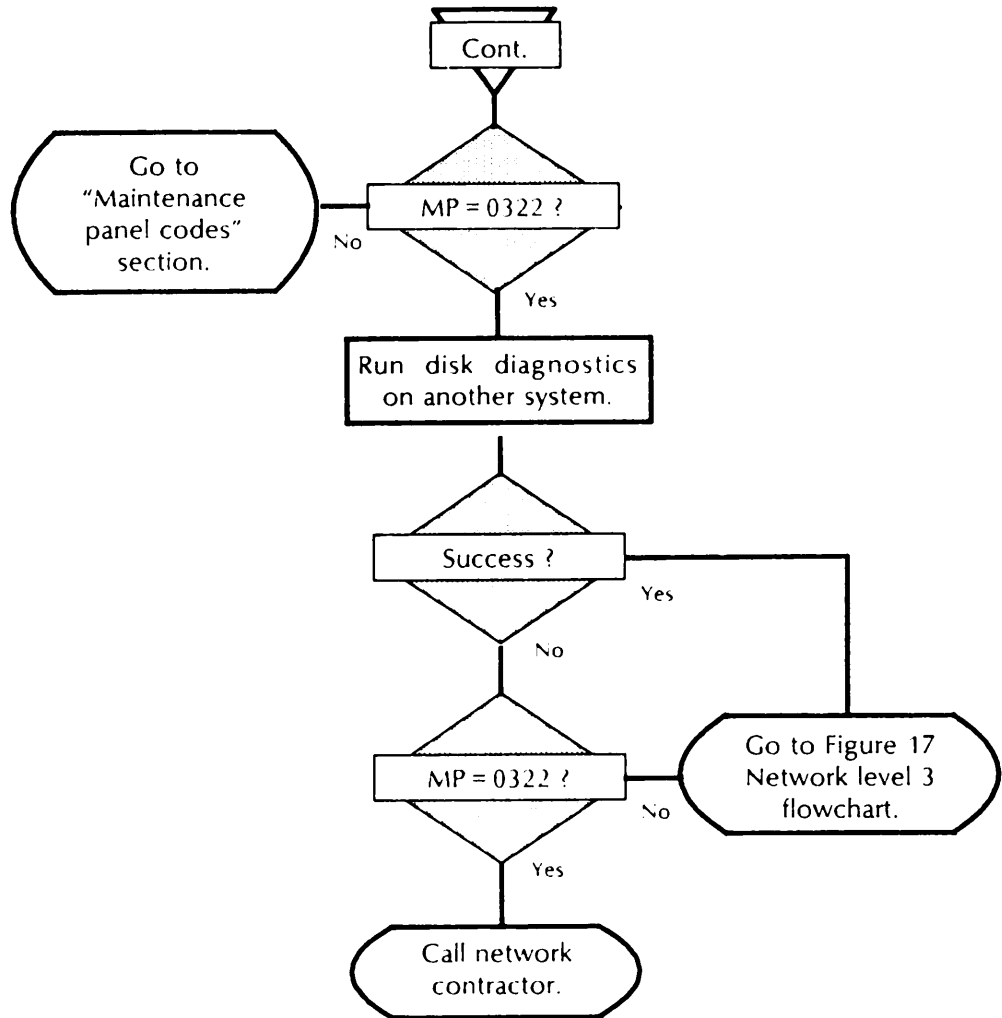 Cont.
Go to
"Maintenance
panel codes"
section.
MP = 0322 ?
No
Yes
Run disk diagnostics
on another system.
Success ?
Yes
No
MP = 0322 ?
No
Go to Figure 17
Network level 3
flowchart.
Yes
Call network
contractor.